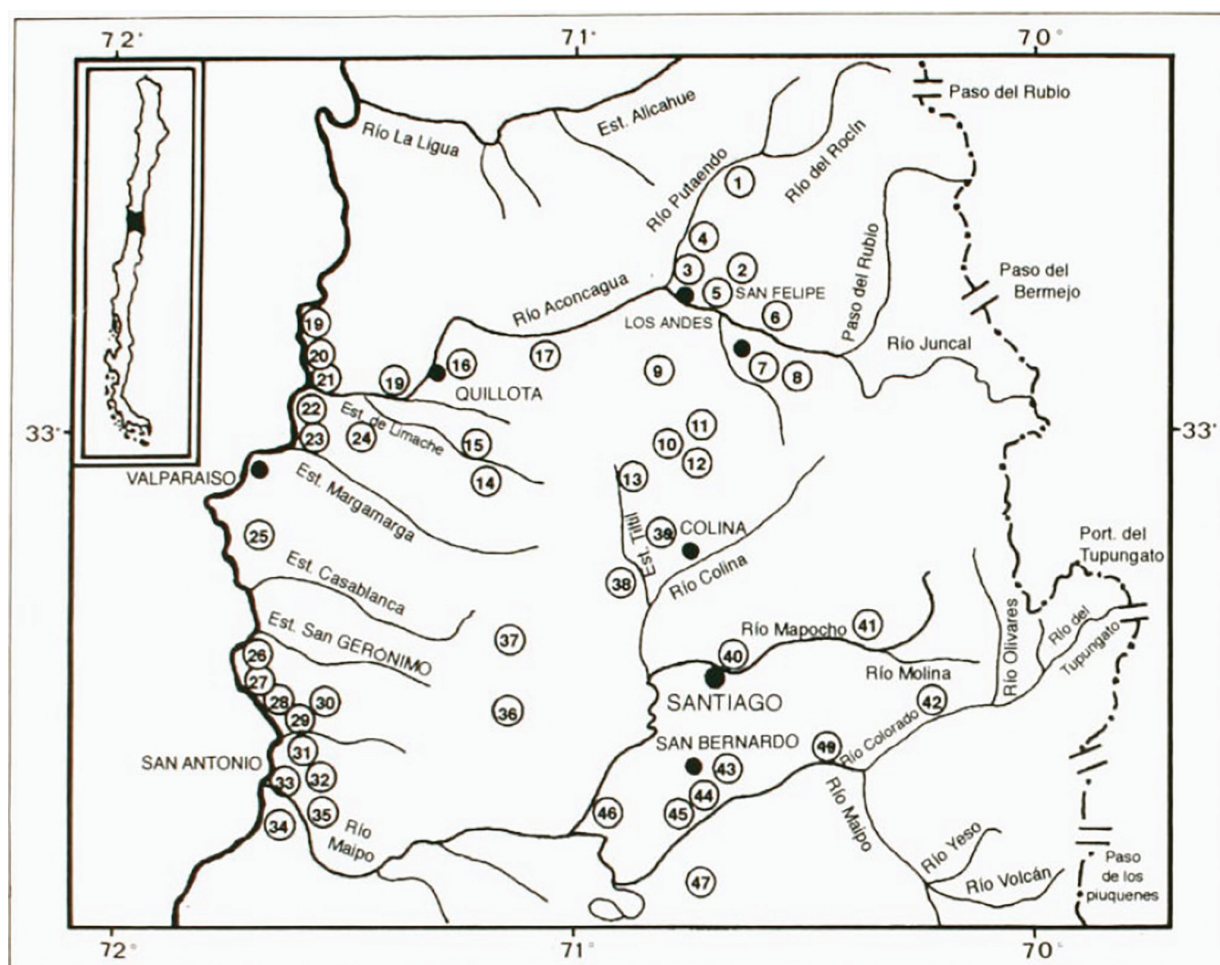 72°
71°
70°
Paso del Rubio
Est. Alicahue
Río La Ligua
Río del Rocín
Río Putaendo
1
4
3
2
5
SAN FELIPE
6
Paso del Rubio
Paso del
Bermejo
Río Aconcagua
LOS ANDES
Río Juncal
19
20
21
19
16
17
QUILLOTA
9
7
8
22
23
24
Est. de Limache
15
14
33°
33°
11
10
12
13
VALPARAISO
Est. Margamarga
Est. Tiltil
39
COLINA
25
38
Río Colina
Port. del
Tupungato
Est. Casablanca
Est. San GERÓNIMO
37
Río Mapocho
41
40
Río Olivares
Río del
Tupungato
26
27
28
29
30
36
SANTIAGO
Río Molina
42
SAN ANTONIO
31
32
33
34
35
Río
Maipo
SAN BERNARDO
43
44
45
46
Río Colorado
Río Maipo
Río Yeso
Río Volcán
47
Paso
de los
piuquenes
72°
71°
70°